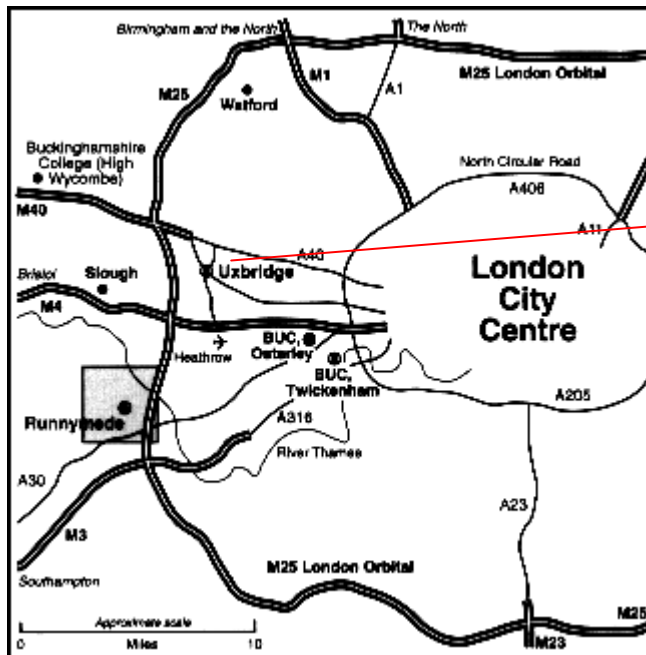 Birmingham and the North
The North
M25
M1
A1
M25 London Orbital
Watford
Buckinghamshire
College (High
Wycombe)
North Circular Road
A406
M40
A11
A40
Bristol
Slough
Uxbridge
London
City
Centre
M4
Heathrow
BUC,
Osterley
BUC,
Twickenham
A205
Runnymede
A316
River Thames
A30
A23
M3
M25 London Orbital
Southampton
Approximate scale
0
10
Miles
M25
M23